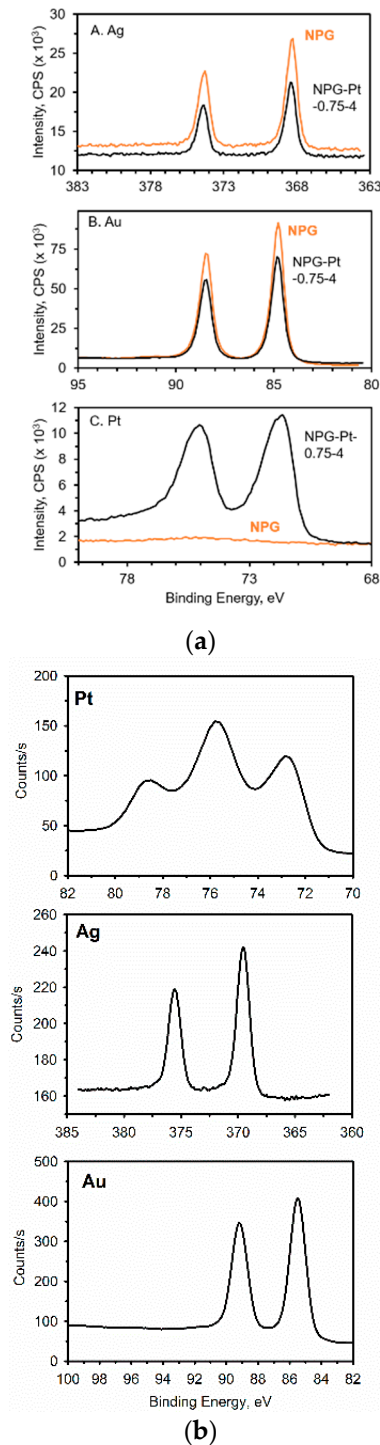 A. Ag
NPG
NPG-Pt
-0.75-4
Intensity, CPS (x 10³)
30
25
20
15
10
383
378
373
368
363
B. Au
NPG
NPG-Pt
-0.75-4
Intensity, CPS (x 10³)
75
50
25
0
95
90
85
80
C. Pt
NPG-Pt-
0.75-4
NPG
Intensity, CPS (x 10³)
12
10
8
6
4
2
0
78
72
68
Binding Energy, eV
(a)
Pt
Counts/s
200
150
100
50
0
82 80 78 76 74 72 70
Ag
Counts/s
260
240
220
200
180
160
385 380 375 370 365 360
Au
Counts/s
500
400
300
200
100
0
100 98 96 94 92 90 88 86 84 82
Binding Energy, eV
(b)